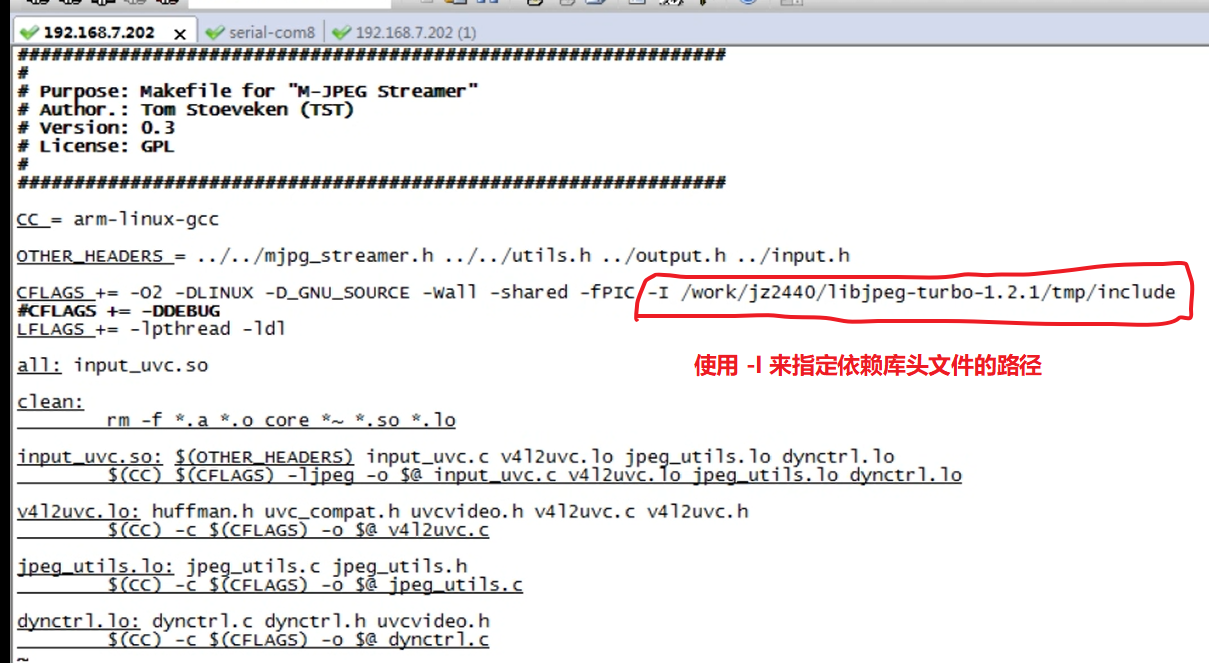 192.168.7.202 x serial-com8 192.168.7.202 (1)
###############################################################
#
# Purpose: Makefile for "M-JPEG Streamer"
# Author.: Tom Stoeveken (TST)
# Version: 0.3
# License: GPL
#
###############################################################
CC = arm-linux-gcc
OTHER_HEADERS = ../../mjpg_streamer.h ../../utils.h ../output.h ../input.h
CFLAGS += -O2 -DLINUX -D_GNU_SOURCE -Wall -shared -fPIC -I /work/jz2440/libjpeg-turbo-1.2.1/tmp/include
#CFLAGS += -DDEBUG
LFLAGS += -lpthread -ldl
使用 -I 来指定依赖库头文件的路径
all: input_uvc.so
clean:
rm -f *.a *.o core *~ *.so *.lo
input_uvc.so: $(OTHER_HEADERS) input_uvc.c v4l2uvc.lo jpeg_utils.lo dynctrl.lo
$(CC) $(CFLAGS) -ljpeg -o $@ input_uvc.c v4l2uvc.lo jpeg_utils.lo dynctrl.lo
v4l2uvc.lo: huffman.h uvc_compat.h uvcvideo.h v4l2uvc.c v4l2uvc.h
$(CC) -c $(CFLAGS) -o $@ v4l2uvc.c
jpeg_utils.lo: jpeg_utils.c jpeg_utils.h
$(CC) -c $(CFLAGS) -o $@ jpeg_utils.c
dynctrl.lo: dynctrl.c dynctrl.h uvcvideo.h
$(CC) -c $(CFLAGS) -o $@ dynctrl.c
~